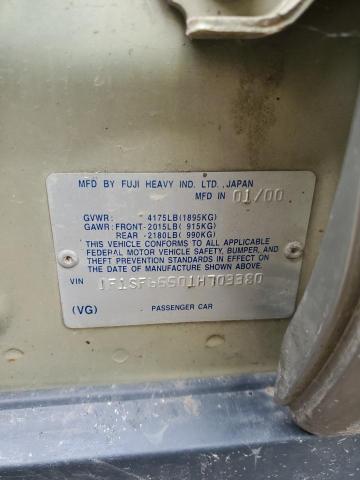 MFD BY FUJI HEAVY IND. LTD.,JAPAN
MFD IN 01/00
GVWR : 4175LB(1895KG)
GAWR: FRONT-2015LB( 915KG)
REAR -2180LB( 990KG)
THIS VEHICLE CONFORMS TO ALL APPLICABLE
FEDERAL MOTOR VEHICLE SAFETY, BUMPER, AND
THEFT PREVENTION STANDARDS IN EFFECT ON
THE DATE OF MANUFACTURE SHOWN ABOVE.
VIN
(VG) PASSENGER CAR